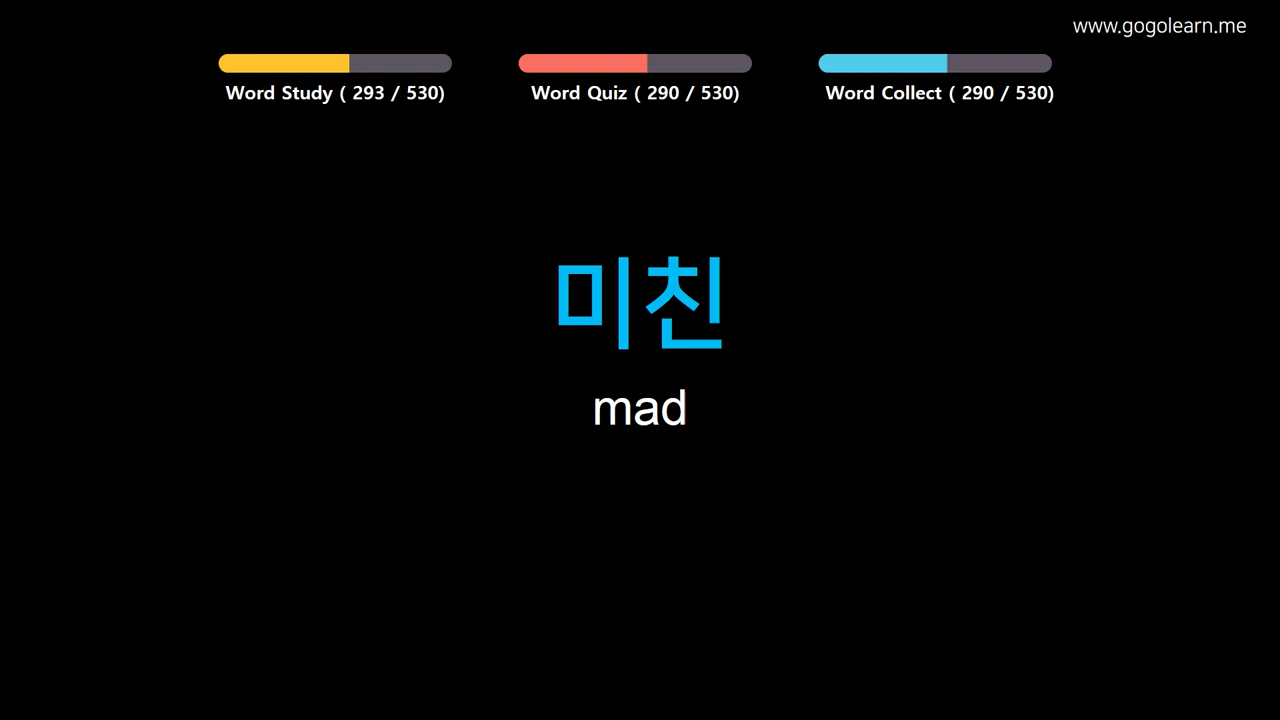 www.gogolearn.me
Word Study ( 293 / 530)
Word Quiz ( 290 / 530)
Word Collect ( 290 / 530)
미친
mad